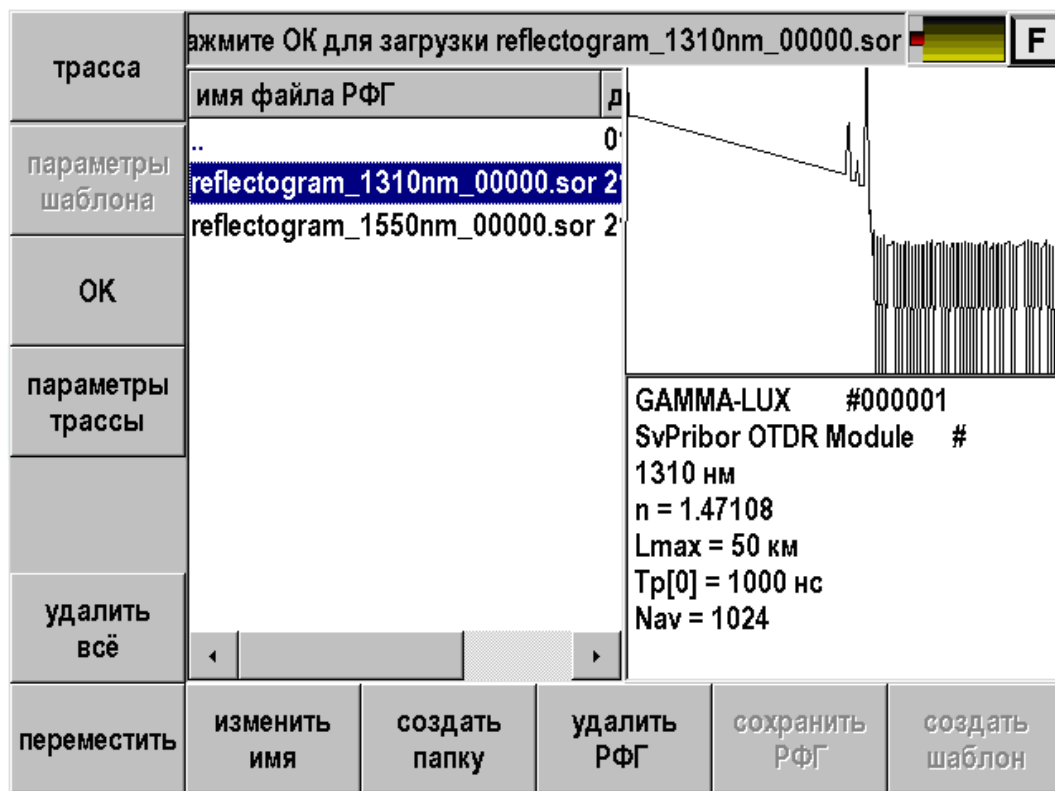 трасса
ажмите ОК для загрузки reflectogram_1310nm_00000.sor
F
параметры
шаблона
ОК
параметры
трассы
удалить
всё
переместить
имя файла РФГ
..
reflectogram_1310nm_00000.sor
reflectogram_1550nm_00000.sor
GAMMA-LUX #000001
SvPribor OTDR Module #
1310 нм
n = 1.47108
Lmax = 50 км
Tp[0] = 1000 нс
Nav = 1024
изменить
имя
создать
папку
удалить
РФГ
сохранить
РФГ
создать
шаблон